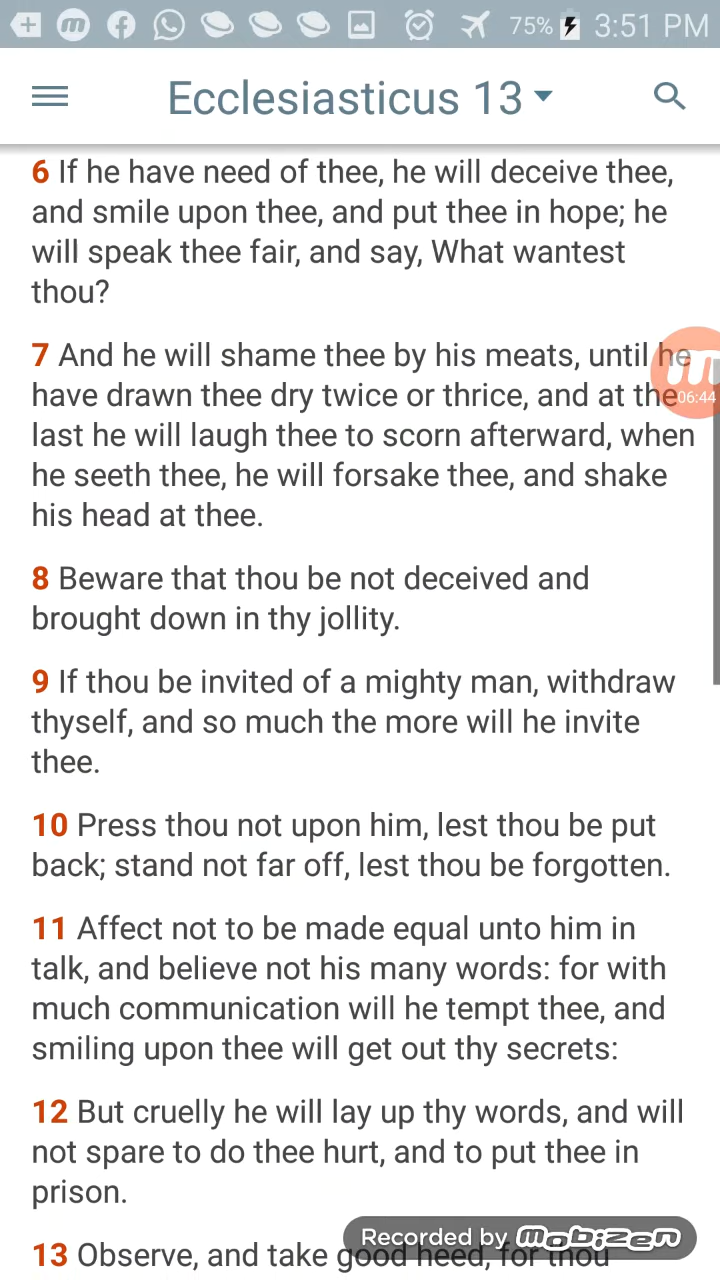 75% 3:51 PM
Ecclesiasticus 13
6 If he have need of thee, he will deceive thee,
and smile upon thee, and put thee in hope; he
will speak thee fair, and say, What wantest
thou?
7 And he will shame thee by his meats, until he
have drawn thee dry twice or thrice, and at the
06:44
last he will laugh thee to scorn afterward, when
he seeth thee, he will forsake thee, and shake
his head at thee.
8 Beware that thou be not deceived and
brought down in thy jollity.
9 If thou be invited of a mighty man, withdraw
thyself, and so much the more will he invite
thee.
10 Press thou not upon him, lest thou be put
back; stand not far off, lest thou be forgotten.
11 Affect not to be made equal unto him in
talk, and believe not his many words: for with
much communication will he tempt thee, and
smiling upon thee will get out thy secrets:
12 But cruelly he will lay up thy words, and will
not spare to do thee hurt, and to put thee in
prison.
Recorded by mobizen
13 Observe, and take good heed, for thou